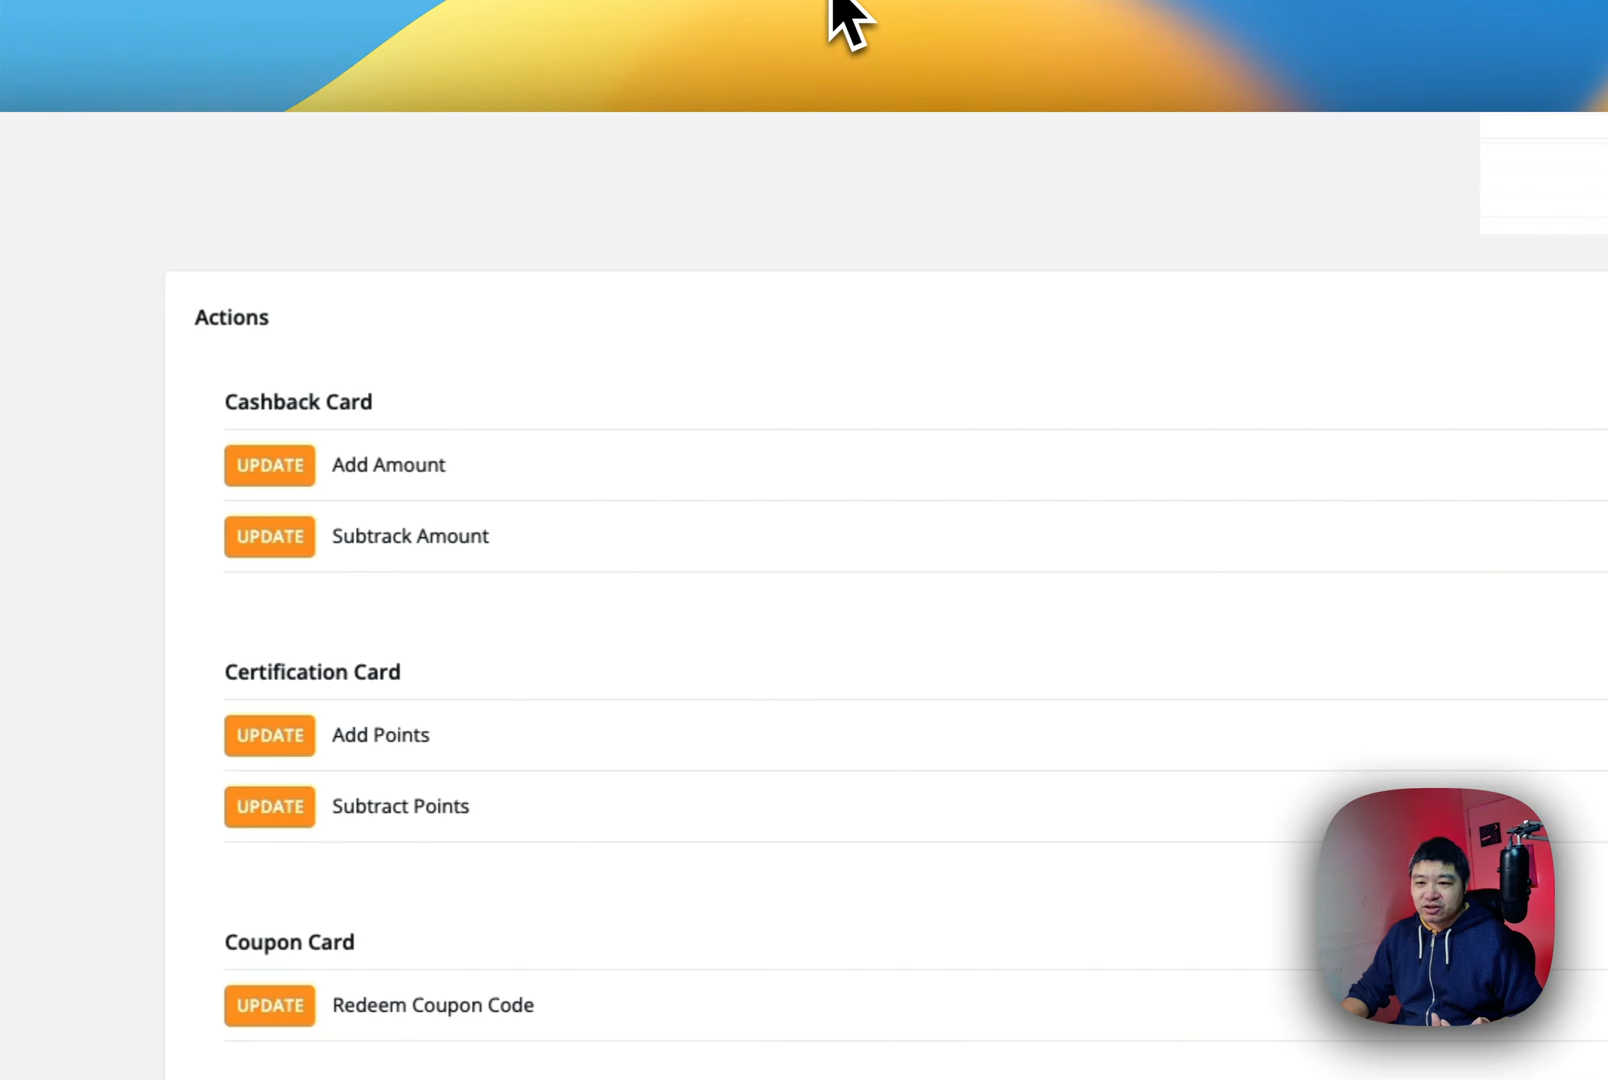 Actions
Cashback Card
UPDATE Add Amount
UPDATE Subtrack Amount
Certification Card
UPDATE Add Points
UPDATE Subtract Points
Coupon Card
UPDATE Redeem Coupon Code